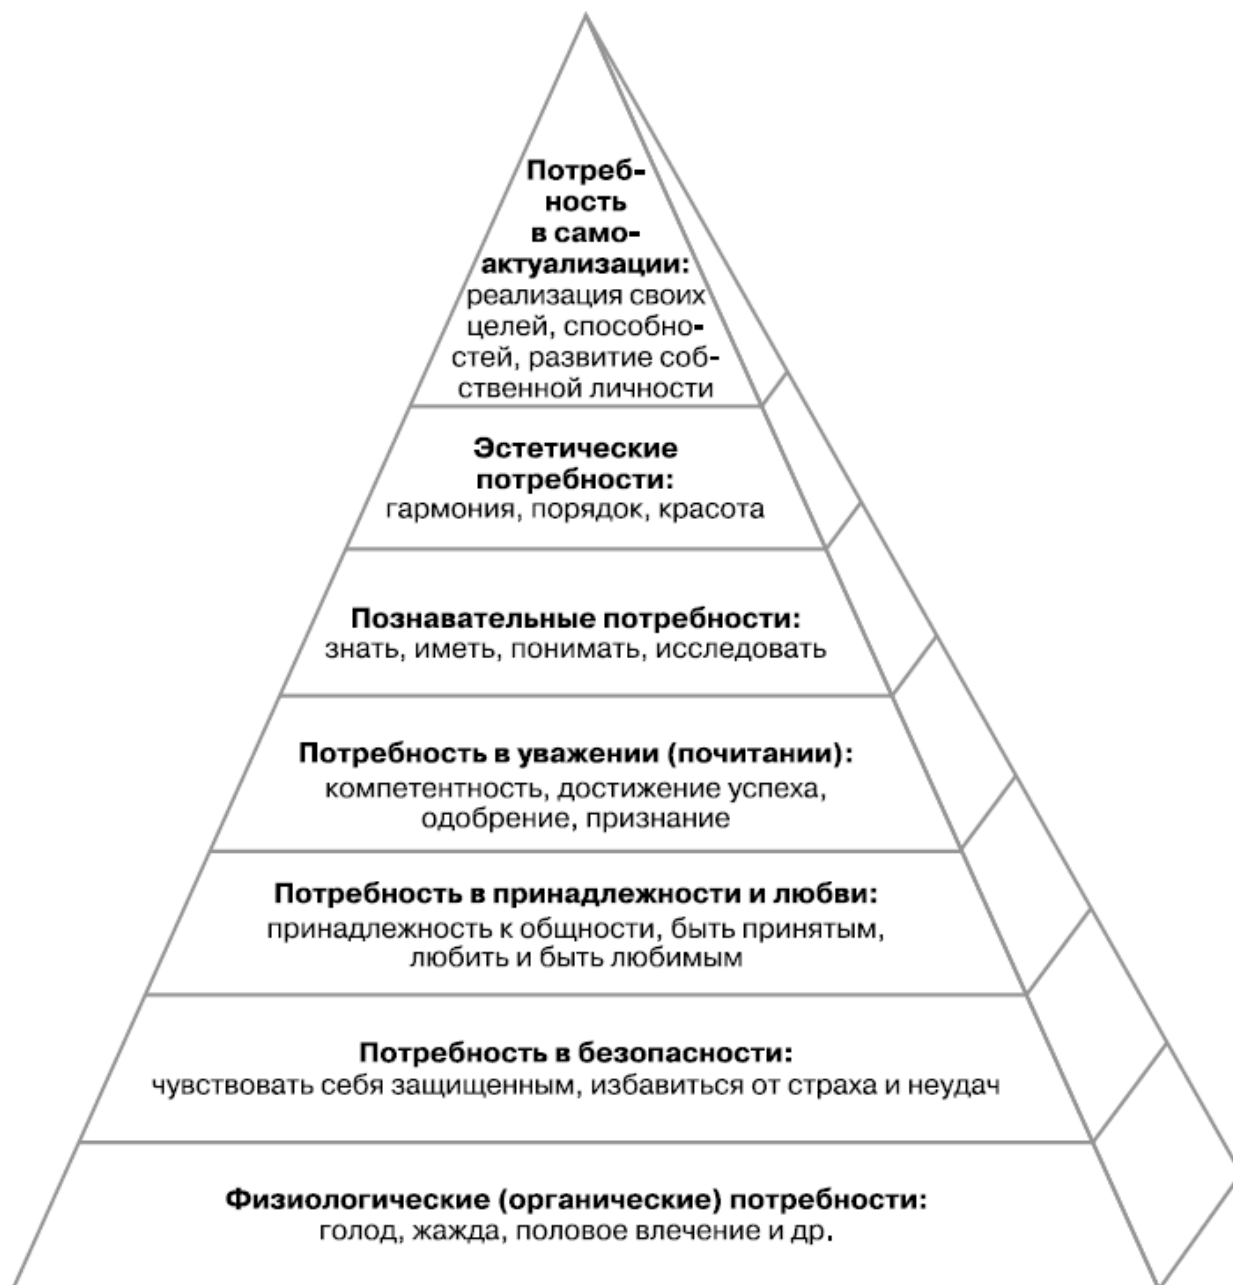 Потреб-
ность
в само-
актуализации:
реализация своих
целей, способно-
стей, развитие соб-
ственной личности
Эстетические
потребности:
гармония, порядок, красота
Познавательные потребности:
знать, иметь, понимать, исследовать
Потребность в уважении (почитании):
компетентность, достижение успеха,
одобрение, признание
Потребность в принадлежности и любви:
принадлежность к общности, быть принятым,
любить и быть любимым
Потребность в безопасности:
чувствовать себя защищенным, избавиться от страха и неудач
Физиологические (органические) потребности:
голод, жажда, половое влечение и др.